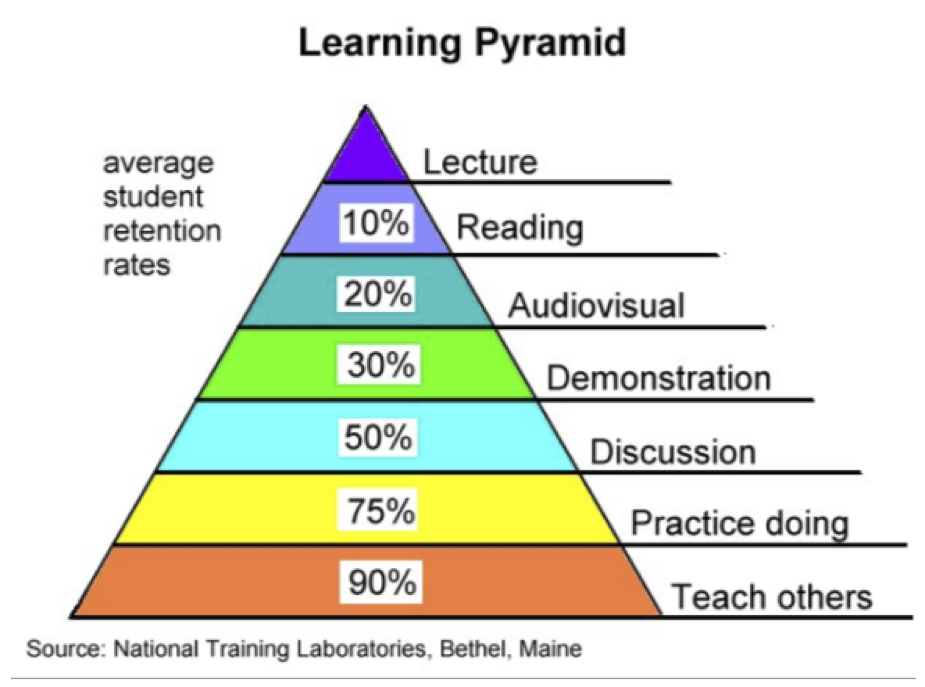 Learning Pyramid
average
student
retention
rates
Lecture
10% Reading
20% Audiovisual
30% Demonstration
50% Discussion
75% Practice doing
90% Teach others
Source: National Training Laboratories, Bethel, Maine